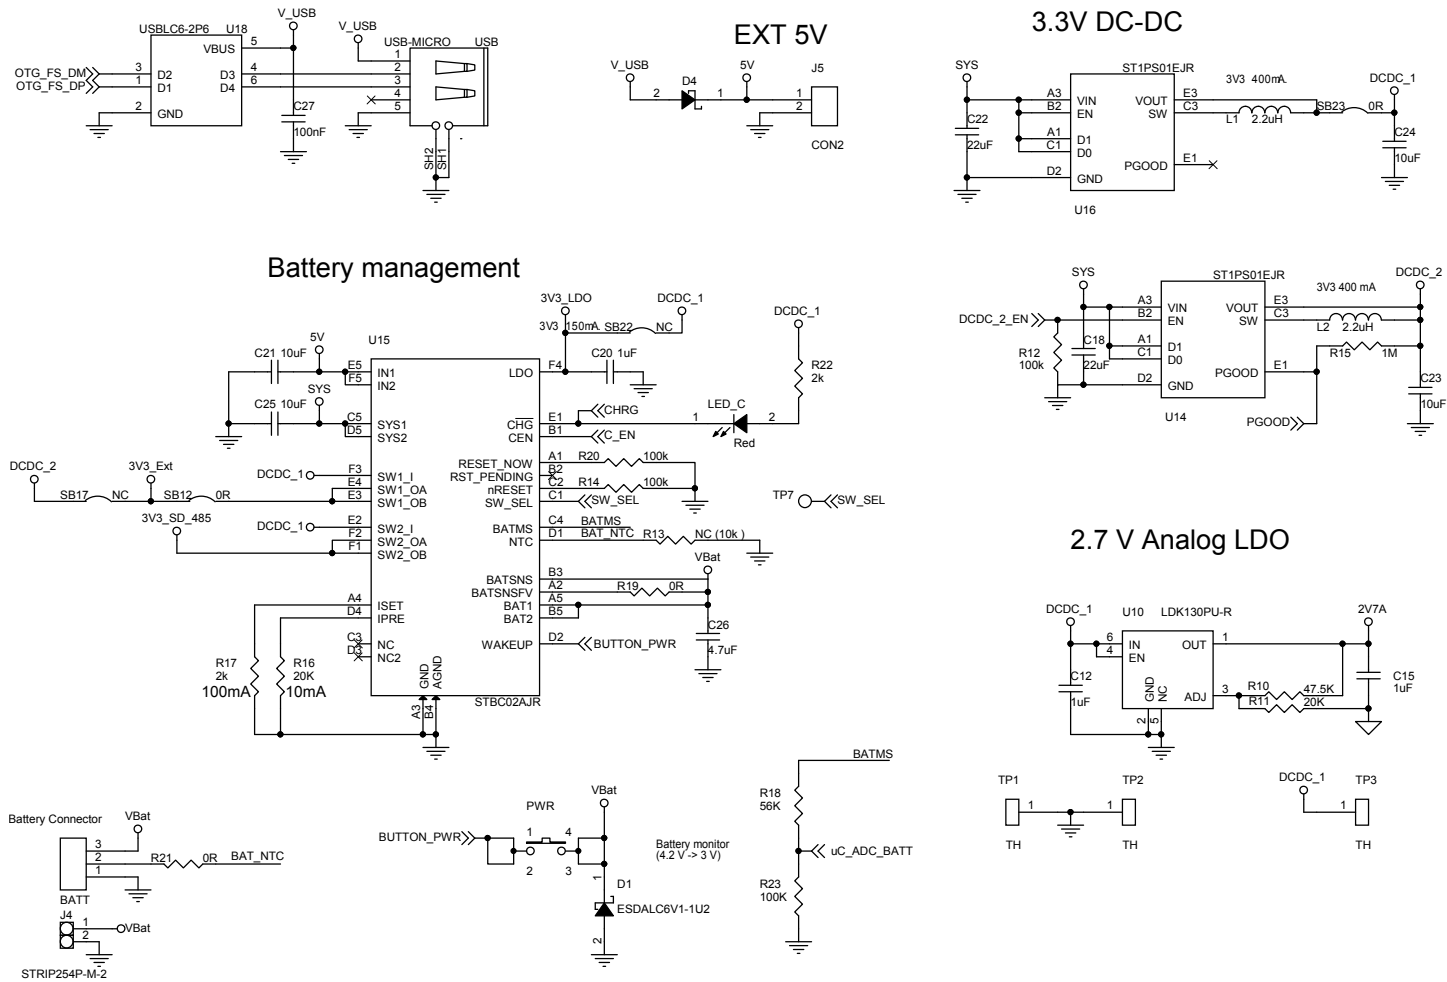 USBLC6-2P6 U18
V_USB
VBUS 5
OTG_FS_DM 3 D2 D3 4
OTG_FS_DP 1 D1 D4 6
2 GND
C27
100nF
V_USB
USB-MICRO USB
1
2
3
4
5
SH2
SH1
EXT 5V
V_USB
D4
2 1
5V
J5
1
2
CON2
3.3V DC-DC
SYS
ST1PS01EJR
3V3 400mA.
DCDC_1
A3 VIN VOUT E3
B2 EN SW C3
L1 2.2uH
SB23 0R
C22
22uF
A1 D1
C1 D0
PGOOD E1
D2 GND
U16
C24
10uF
SYS
ST1PS01EJR
3V3 400 mA
DCDC_2
A3 VIN VOUT E3
DCDC_2_EN B2 EN SW C3
L2 2.2uH
R12
100k
C18
22uF
A1 D1
C1 D0
R15 1M
PGOOD E1
D2 GND
U14
PGOOD
C23
10uF
Battery management
U15
5V
C21 10uF
E5 IN1
F5 IN2
SYS
C25 10uF
C5 SYS1
D5 SYS2
DCDC_2
3V3_Ext
SB17 NC
SB12 0R
DCDC_1 F3 SW1_I
E4 SW1_OA
E3 SW1_OB
3V3_SD_485
DCDC_1 E2 SW2_I
F2 SW2_OA
F1 SW2_OB
A4 ISET
D4 IPRE
C3 NC
D3 NC2
R17
2k
100mA
R16
20K
10mA
GND
AGND
A3
B4
STBC02AJR
3V3_LDO
3V3 150mA.
SB22 NC
DCDC_1
LDO F4
C20 1uF
DCDC_1
R22
2k
CHG E1
CHRG
1 LED_C 2
Red
CEN B1 C_EN
RESET_NOW A1 R20 100k
RST_PENDING B2
nRESET C2 R14 100k
SW_SEL C1 SW_SEL
TP7 SW_SEL
BATMS C4 BATMS
NTC D1 BAT_NTC R13 NC (10k )
VBat
BATSNS B3
BATSNSFV A2 R19 0R
BAT1 A5
BAT2 B5
C26
4.7uF
WAKEUP D2 BUTTON_PWR
2.7 V Analog LDO
DCDC_1
U10 LDK130PU-R
2V7A
6 IN OUT 1
4 EN
C12
1uF
GND
NC
2
5
ADJ 3
R10 47.5K
R11 20K
C15
1uF
TP1
1
TH
TP2
1
TH
DCDC_1
TP3
1
TH
Battery Connector
VBat
3
2 R21 0R BAT_NTC
1
BATT
J4
1 VBat
2
STRIP254P-M-2
PWR
VBat
BUTTON_PWR
1 4
2 3
1
D1
ESDALC6V1-1U2
2
Battery monitor
(4.2 V -> 3 V)
BATMS
R18
56K
uC_ADC_BATT
R23
100K